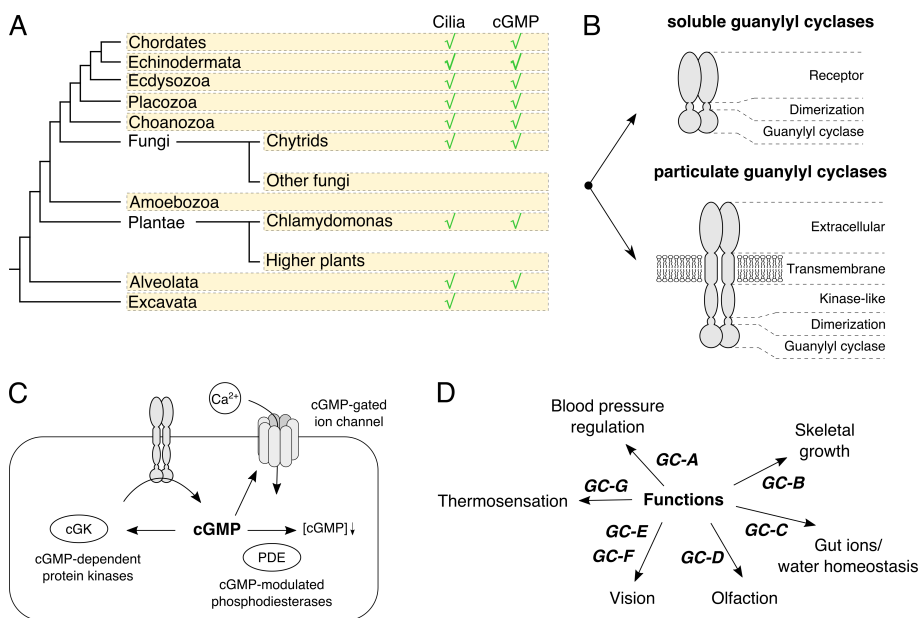 A
Cilia cGMP
Chordates √ √
Echinodermata √ √
Ecdysozoa √ √
Placozoa √ √
Choanozoa √ √
Fungi Chytrids √ √
Other fungi
Amoebozoa
Plantae Chlamydomonas √ √
Higher plants
Alveolata √ √
Excavata √
B
soluble guanylyl cyclases
Receptor
Dimerization
Guanylyl cyclase
particulate guanylyl cyclases
Extracellular
Transmembrane
Kinase-like
Dimerization
Guanylyl cyclase
C
Ca²⁺
cGMP-gated
ion channel
cGK
cGMP
[cGMP]↓
cGMP-dependent
protein kinases
PDE
cGMP-modulated
phosphodiesterases
D
Blood pressure
regulation
Skeletal
growth
GC-A
GC-B
GC-G
Thermosensation
Functions
GC-C
GC-E
GC-F
GC-D
Gut ions/
water homeostasis
Vision
Olfaction